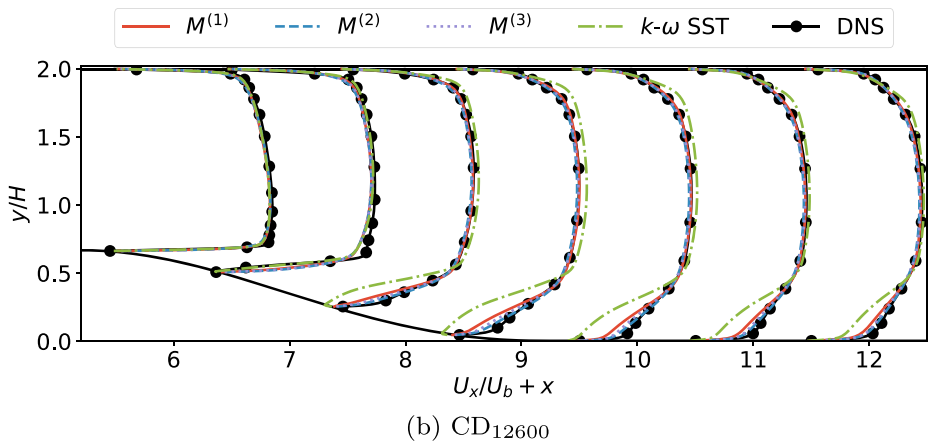 M⁽¹⁾ M⁽²⁾ M⁽³⁾ k-ω SST DNS
2.0
1.5
1.0
0.5
0.0
y/H
6 7 8 9 10 11 12
Uₓ/U_b + x
(b) CD₁₂₆₀₀